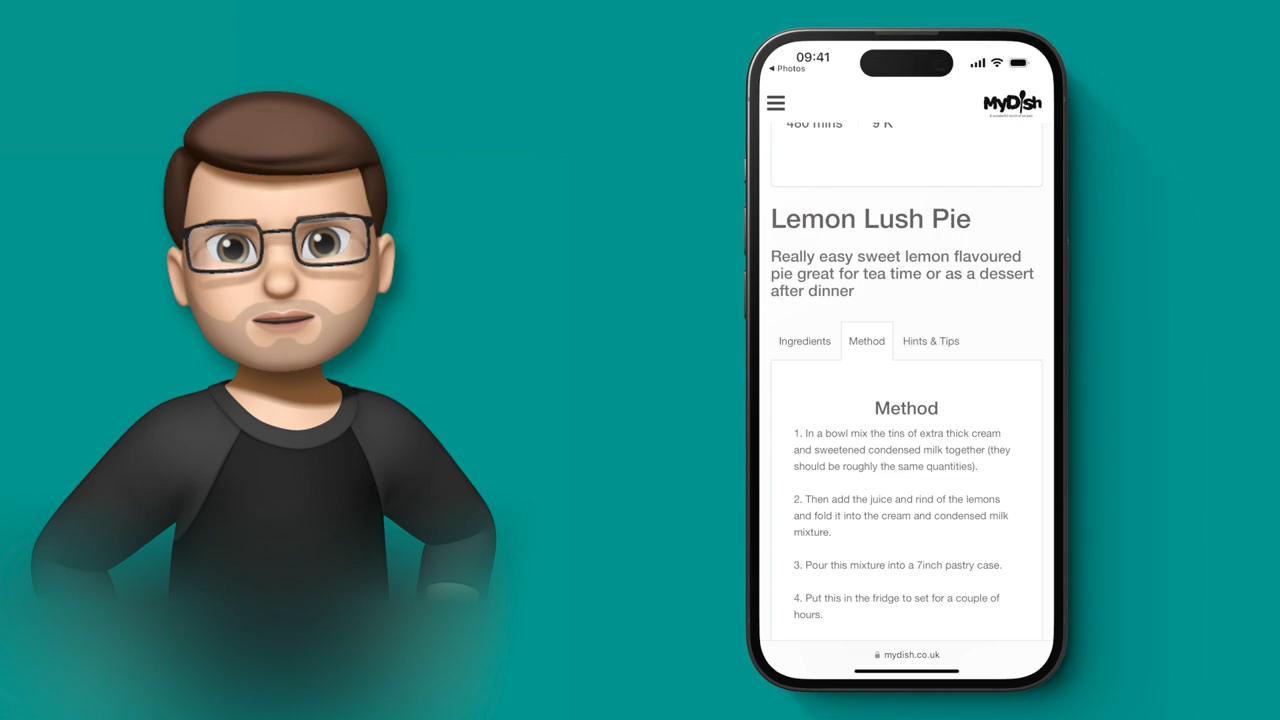 09:41
◀ Photos
MyDish
480 mins 9 K
Lemon Lush Pie
Really easy sweet lemon flavoured
pie great for tea time or as a dessert
after dinner
Ingredients Method Hints & Tips
Method
1. In a bowl mix the tins of extra thick cream
and sweetened condensed milk together (they
should be roughly the same quantities).
2. Then add the juice and rind of the lemons
and fold it into the cream and condensed milk
mixture.
3. Pour this mixture into a 7inch pastry case.
4. Put this in the fridge to set for a couple of
hours.
mydish.co.uk